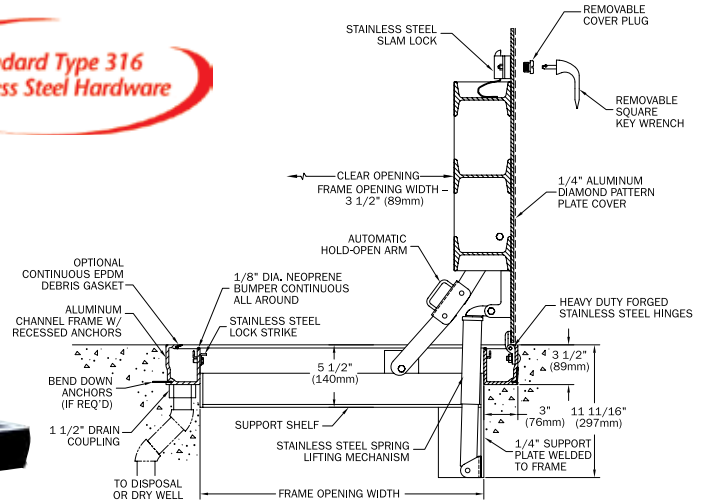 ndard Type 316
ess Steel Hardware
STAINLESS STEEL
SLAM LOCK
REMOVABLE
COVER PLUG
REMOVABLE
SQUARE
KEY WRENCH
CLEAR OPENING
FRAME OPENING WIDTH –
3 1/2" (89mm)
1/4" ALUMINUM
DIAMOND PATTERN
PLATE COVER
AUTOMATIC
HOLD-OPEN ARM
OPTIONAL
CONTINUOUS EPDM
DEBRIS GASKET
1/8" DIA. NEOPRENE
BUMPER CONTINUOUS
ALL AROUND
ALUMINUM
CHANNEL FRAME W/
RECESSED ANCHORS
STAINLESS STEEL
LOCK STRIKE
HEAVY DUTY FORGED
STAINLESS STEEL HINGES
5 1/2"
(140mm)
3 1/2"
(89mm)
BEND DOWN
ANCHORS
(IF REQ'D)
3"
(76mm)
11 11/16"
(297mm)
1 1/2" DRAIN
COUPLING
SUPPORT SHELF
STAINLESS STEEL SPRING
LIFTING MECHANISM
1/4" SUPPORT
PLATE WELDED
TO FRAME
TO DISPOSAL
OR DRY WELL
FRAME OPENING WIDTH